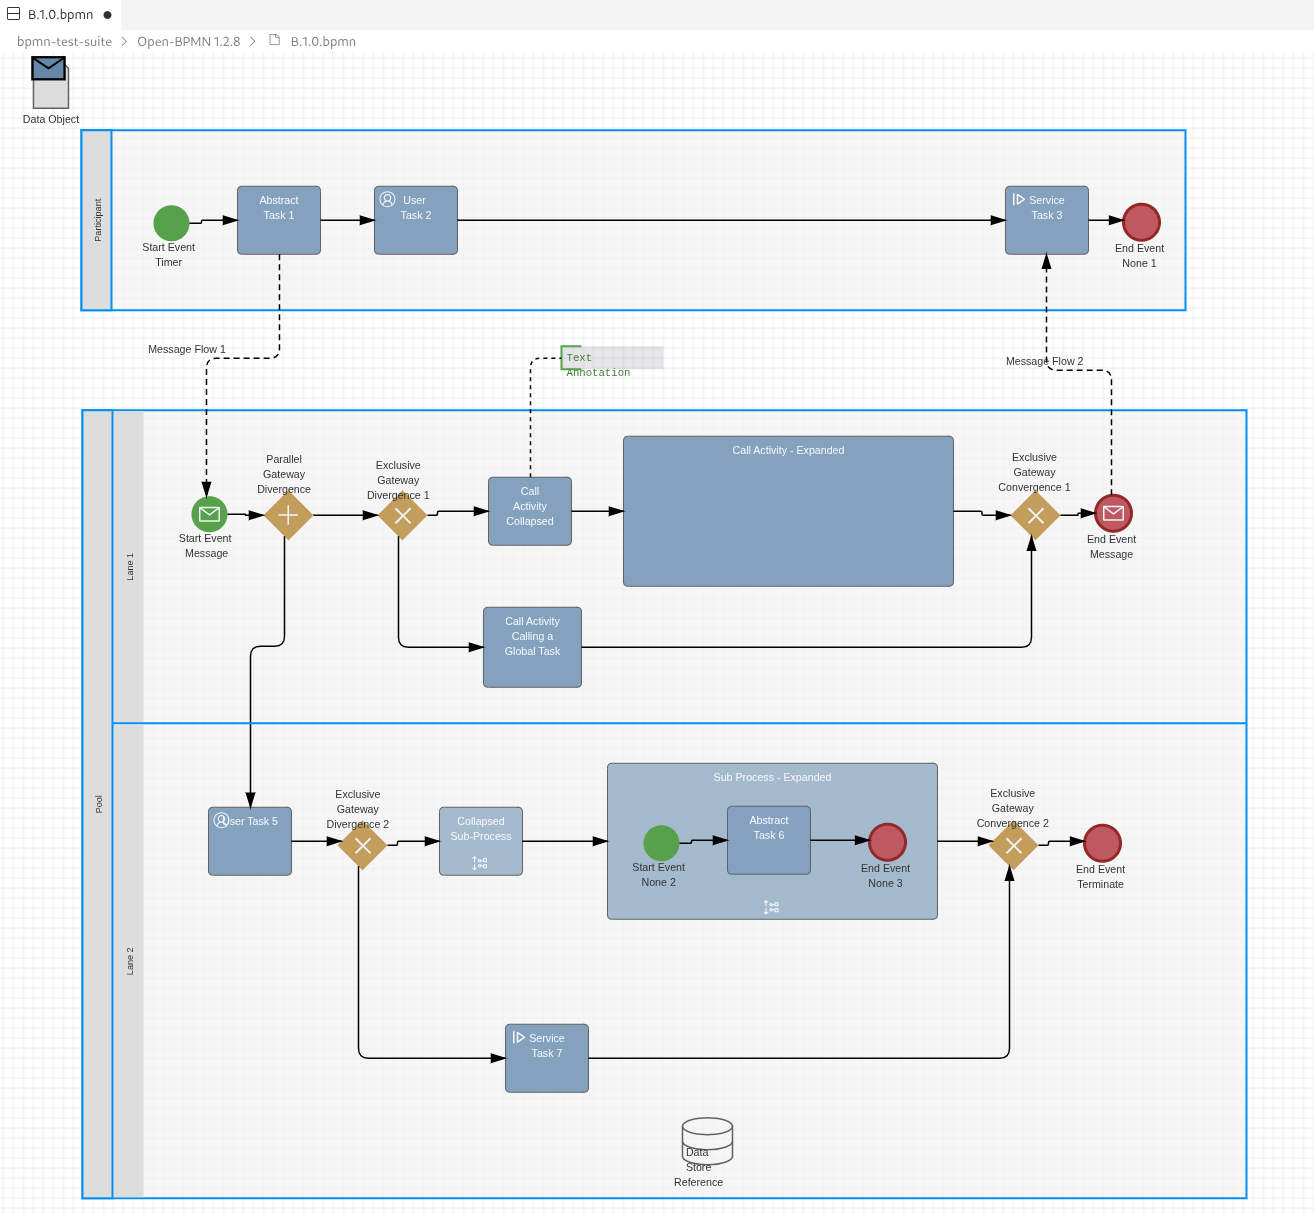 B.1.0.bpmn
bpmn-test-suite > Open-BPMN 1.2.8 > B.1.0.bpmn
Data Object
Participant
Start Event
Timer
Abstract
Task 1
User
Task 2
Service
Task 3
End Event
None 1
Message Flow 1
Text
Annotation
Message Flow 2
Pool
Lane 1
Start Event
Message
Parallel
Gateway
Divergence
Exclusive
Gateway
Divergence 1
Call
Activity
Collapsed
Call Activity - Expanded
Exclusive
Gateway
Convergence 1
End Event
Message
Call Activity
Calling a
Global Task
Lane 2
User Task 5
Exclusive
Gateway
Divergence 2
Collapsed
Sub-Process
Sub Process - Expanded
Start Event
None 2
Abstract
Task 6
End Event
None 3
Exclusive
Gateway
Convergence 2
End Event
Terminate
Service
Task 7
Data
Store
Reference